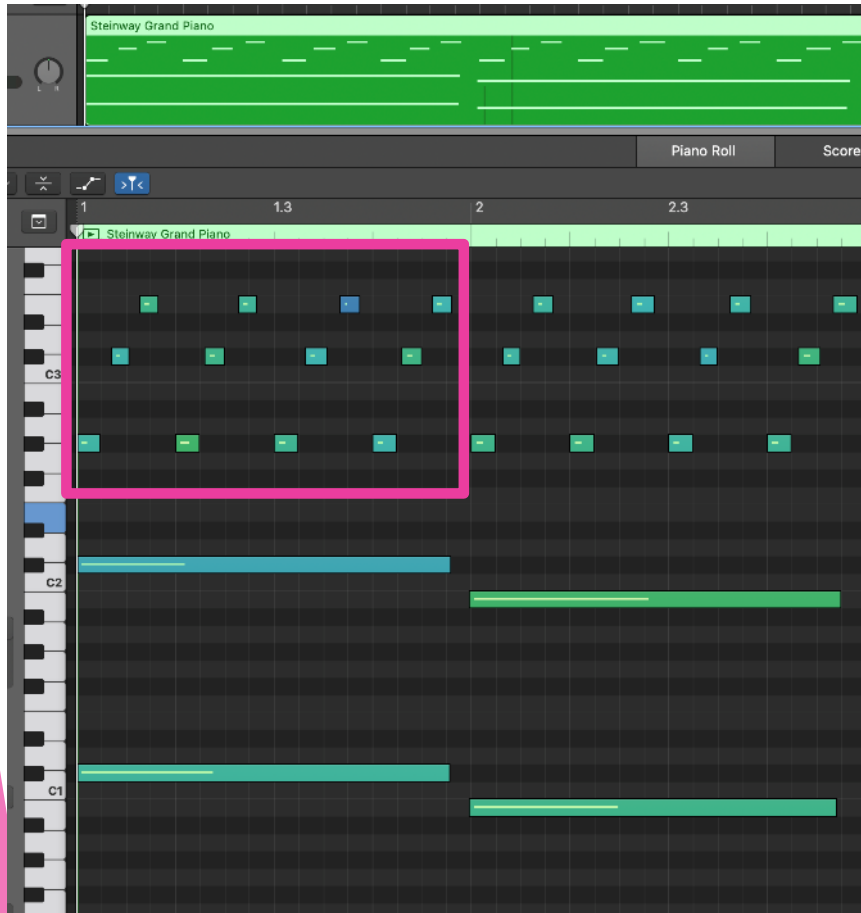 Steinway Grand Piano
L R
Piano Roll Score
1 1.3 2 2.3
Steinway Grand Piano
C3
C2
C1